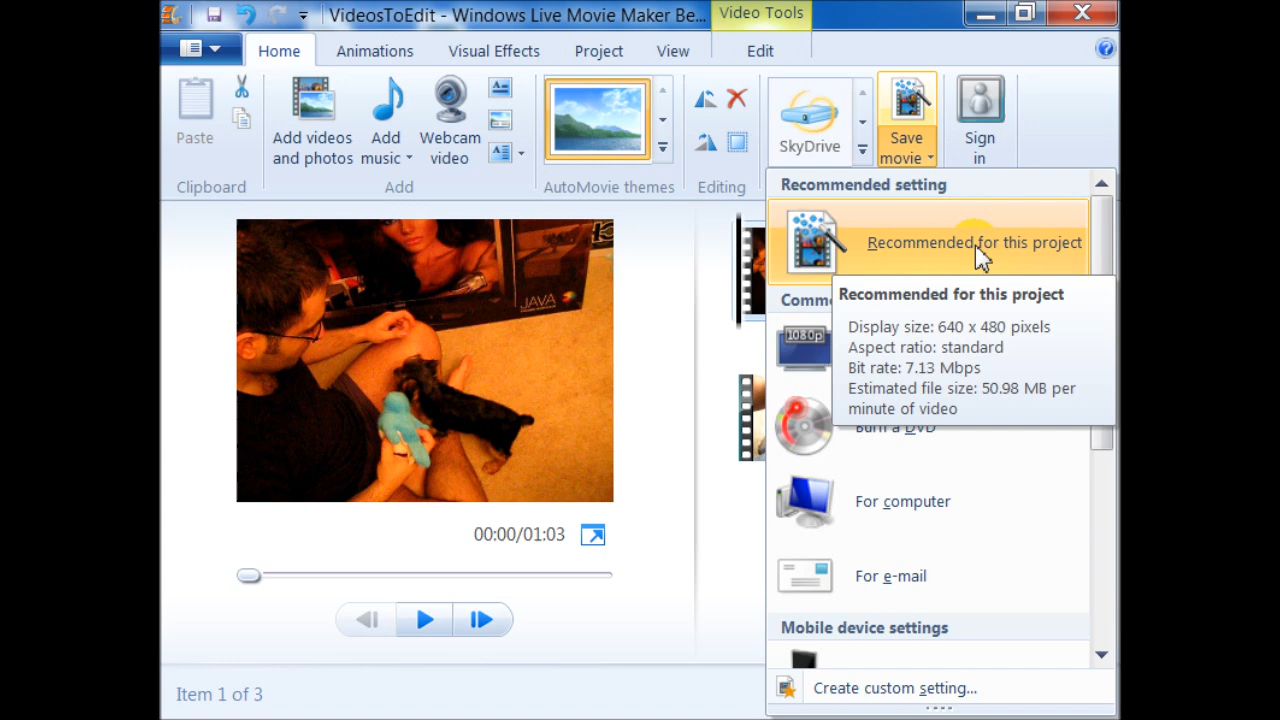 VideosToEdit - Windows Live Movie Maker Be...
Video Tools
Home
Animations
Visual Effects
Project
View
Edit
Paste
Add videos
and photos
Add
music
Webcam
video
SkyDrive
Save
movie
Sign
in
Clipboard
Add
AutoMovie themes
Editing
Recommended setting
Recommended for this project
Recommended for this project
Display size: 640 x 480 pixels
Aspect ratio: standard
Bit rate: 7.13 Mbps
Estimated file size: 50.98 MB per
minute of video
Comm
1080p
Burn a DVD
For computer
For e-mail
Mobile device settings
Create custom setting...
JAVA
00:00/01:03
Item 1 of 3